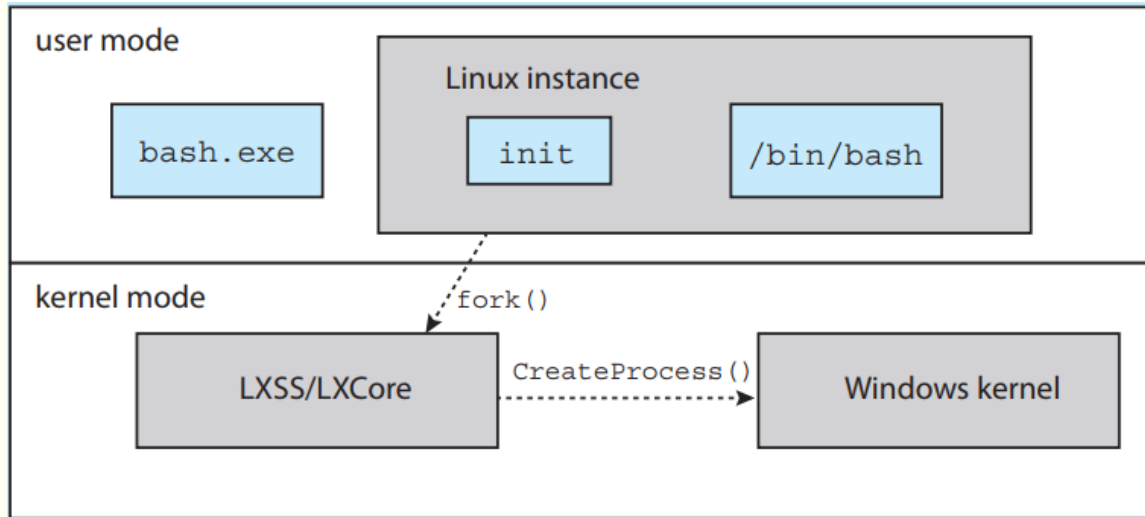 user mode
Linux instance
bash.exe
init
/bin/bash
kernel mode
fork()
LXSS/LXCore
CreateProcess()
Windows kernel